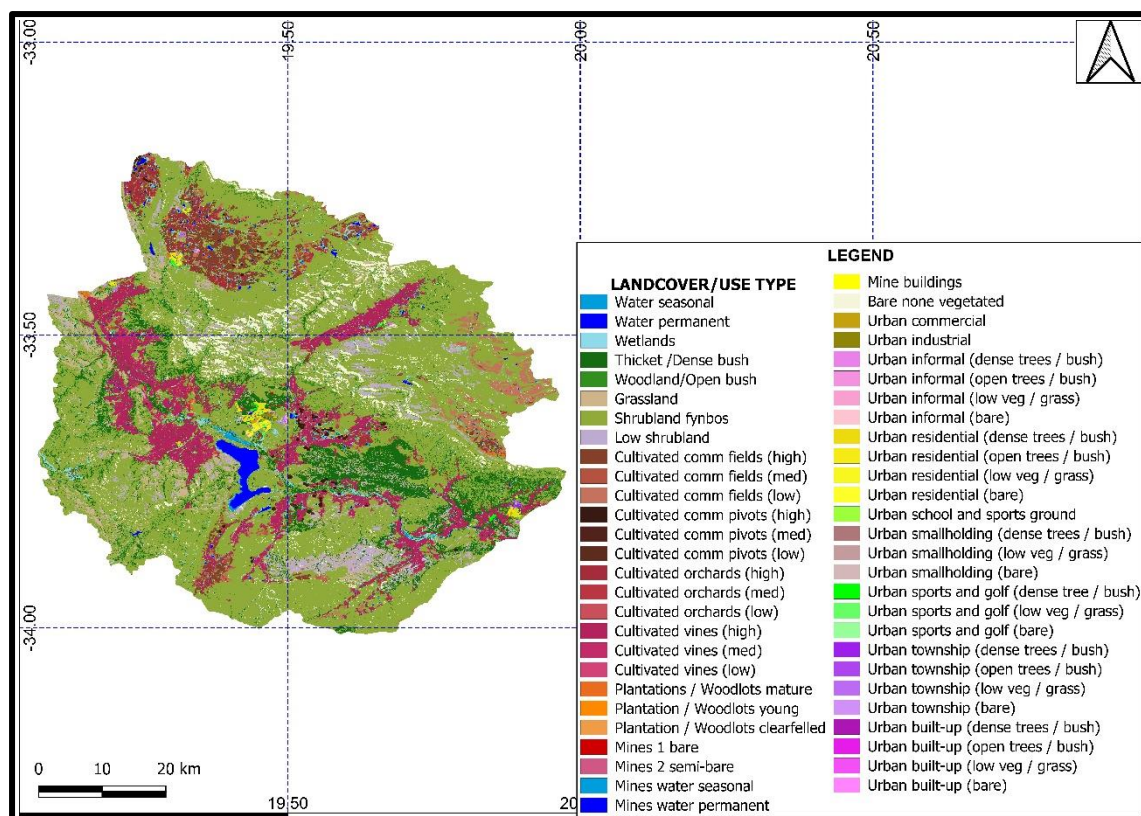 19.50
20.00
20.50
-33.00
-33.50
-34.00
LEGEND
LANDCOVER/USE TYPE
Water seasonal
Water permanent
Wetlands
Thicket /Dense bush
Woodland/Open bush
Grassland
Shrubland fynbos
Low shrubland
Cultivated comm fields (high)
Cultivated comm fields (med)
Cultivated comm fields (low)
Cultivated comm pivots (high)
Cultivated comm pivots (med)
Cultivated comm pivots (low)
Cultivated orchards (high)
Cultivated orchards (med)
Cultivated orchards (low)
Cultivated vines (high)
Cultivated vines (med)
Cultivated vines (low)
Plantations / Woodlots mature
Plantation / Woodlots young
Plantation / Woodlots clearfelled
Mines 1 bare
Mines 2 semi-bare
Mines water seasonal
Mines water permanent
Mine buildings
Bare none vegetated
Urban commercial
Urban industrial
Urban informal (dense trees / bush)
Urban informal (open trees / bush)
Urban informal (low veg / grass)
Urban informal (bare)
Urban residential (dense trees / bush)
Urban residential (open trees / bush)
Urban residential (low veg / grass)
Urban residential (bare)
Urban school and sports ground
Urban smallholding (dense trees / bush)
Urban smallholding (low veg / grass)
Urban smallholding (bare)
Urban sports and golf (dense tree / bush)
Urban sports and golf (low veg / grass)
Urban sports and golf (bare)
Urban township (dense trees / bush)
Urban township (open trees / bush)
Urban township (low veg / grass)
Urban township (bare)
Urban built-up (dense trees / bush)
Urban built-up (open trees / bush)
Urban built-up (low veg / grass)
Urban built-up (bare)
0 10 20 km
19.50
20